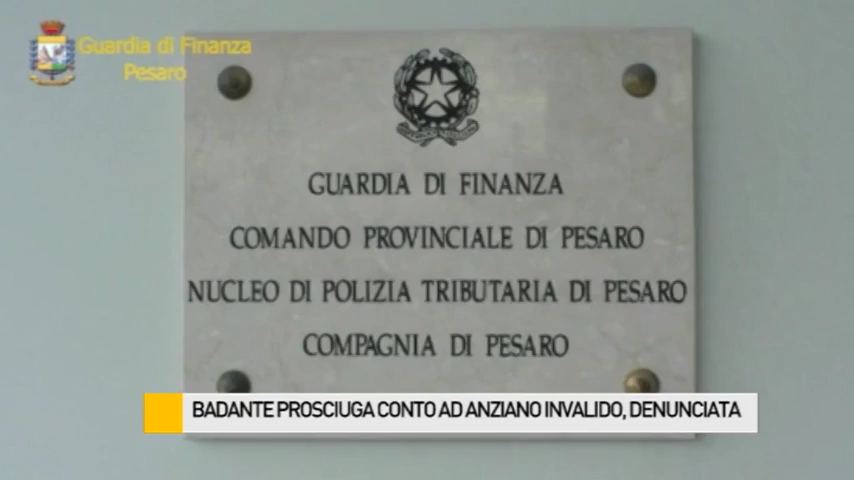 Guardia di Finanza
Pesaro
GUARDIA DI FINANZA
COMANDO PROVINCIALE DI PESARO
NUCLEO DI POLIZIA TRIBUTARIA DI PESARO
COMPAGNIA DI PESARO
BADANTE PROSCIUGA CONTO AD ANZIANO INVALIDO, DENUNCIATA